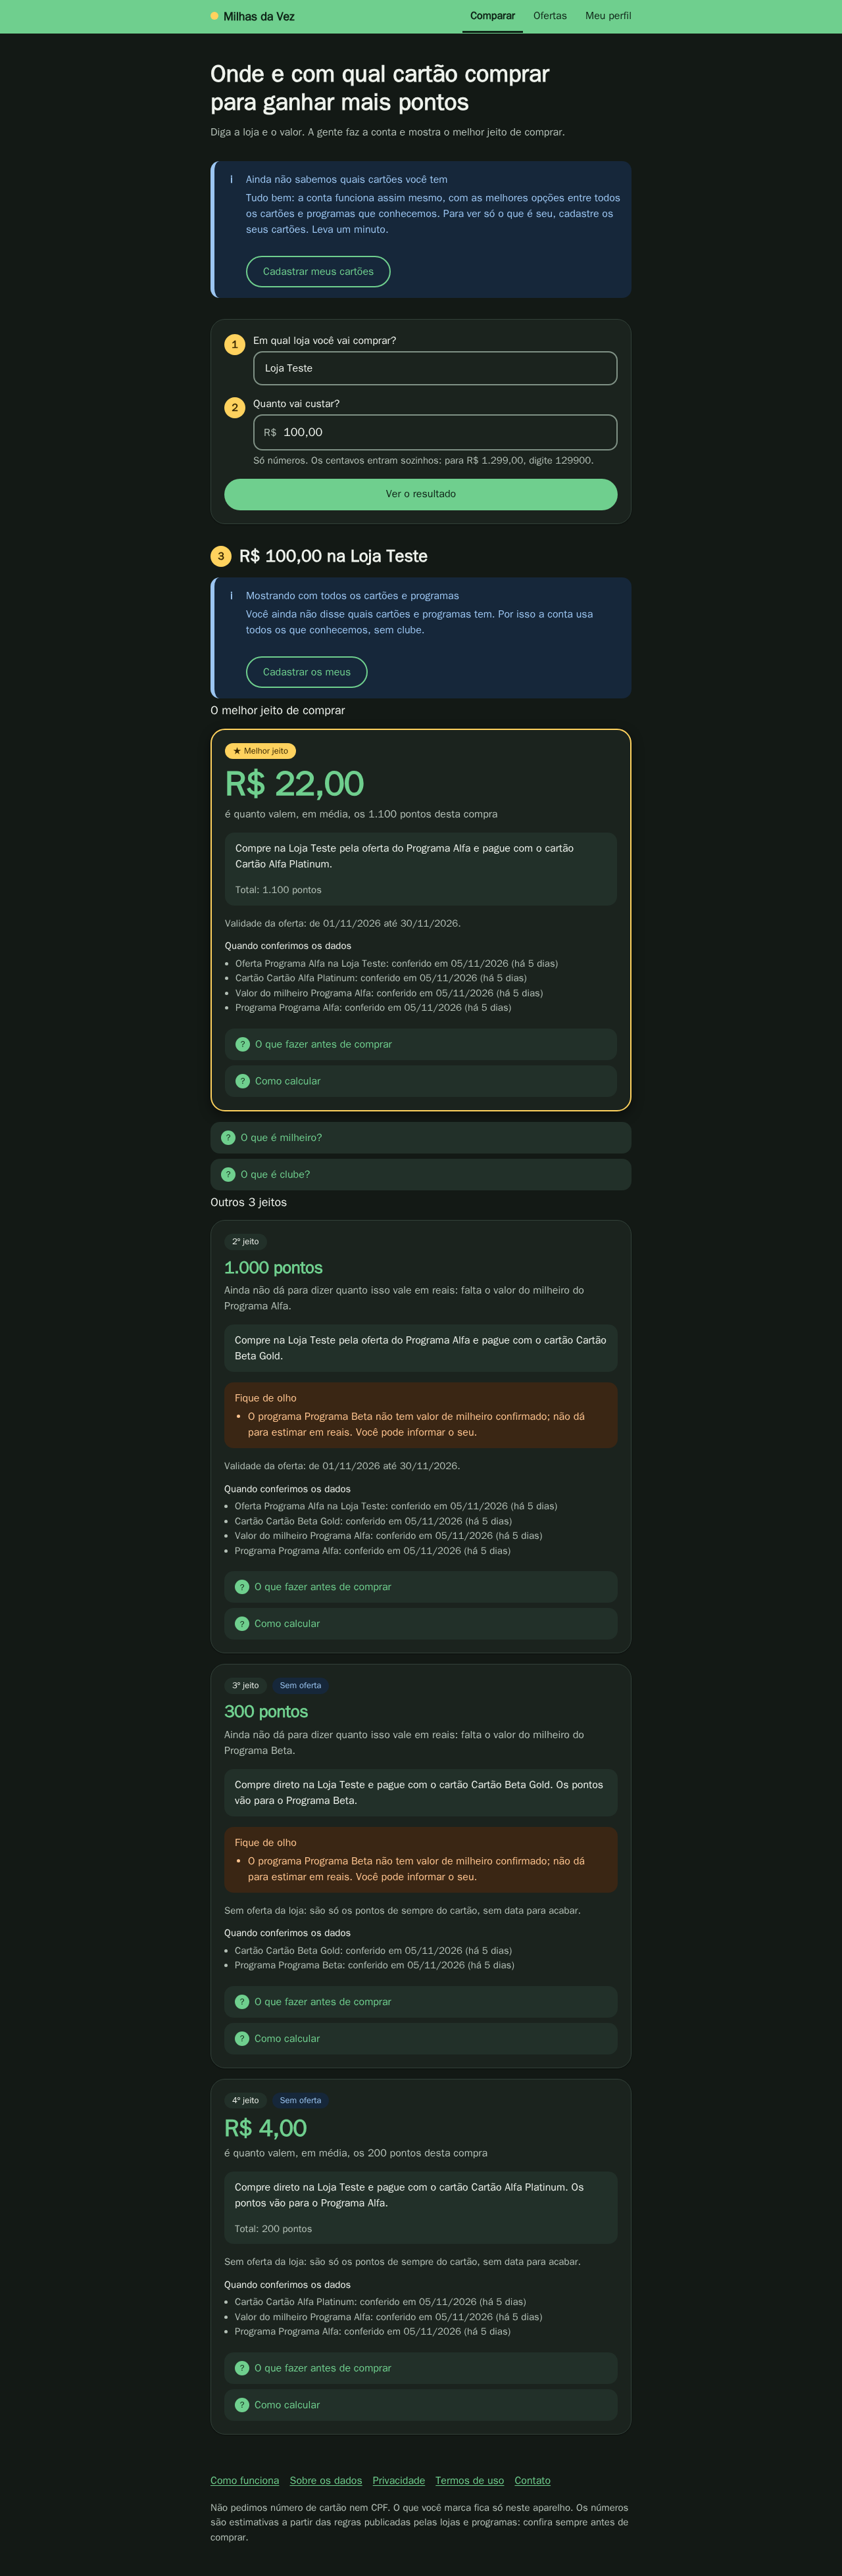 Milhas da Vez
Comparar
Ofertas
Meu perfil
Onde e com qual cartão comprar
para ganhar mais pontos
Diga a loja e o valor. A gente faz a conta e mostra o melhor jeito de comprar.
i
Ainda não sabemos quais cartões você tem
Tudo bem: a conta funciona assim mesmo, com as melhores opções entre todos
os cartões e programas que conhecemos. Para ver só o que é seu, cadastre os
seus cartões. Leva um minuto.
Cadastrar meus cartões
1
Em qual loja você vai comprar?
Loja Teste
2
Quanto vai custar?
R$ 100,00
Só números. Os centavos entram sozinhos: para R$ 1.299,00, digite 129900.
Ver o resultado
3
R$ 100,00 na Loja Teste
i
Mostrando com todos os cartões e programas
Você ainda não disse quais cartões e programas tem. Por isso a conta usa
todos os que conhecemos, sem clube.
Cadastrar os meus
O melhor jeito de comprar
★ Melhor jeito
R$ 22,00
é quanto valem, em média, os 1.100 pontos desta compra
Compre na Loja Teste pela oferta do Programa Alfa e pague com o cartão
Cartão Alfa Platinum.
Total: 1.100 pontos
Validade da oferta: de 01/11/2026 até 30/11/2026.
Quando conferimos os dados
• Oferta Programa Alfa na Loja Teste: conferido em 05/11/2026 (há 5 dias)
• Cartão Cartão Alfa Platinum: conferido em 05/11/2026 (há 5 dias)
• Valor do milheiro Programa Alfa: conferido em 05/11/2026 (há 5 dias)
• Programa Programa Alfa: conferido em 05/11/2026 (há 5 dias)
? O que fazer antes de comprar
? Como calcular
? O que é milheiro?
? O que é clube?
Outros 3 jeitos
2º jeito
1.000 pontos
Ainda não dá para dizer quanto isso vale em reais: falta o valor do milheiro do
Programa Alfa.
Compre na Loja Teste pela oferta do Programa Alfa e pague com o cartão Cartão
Beta Gold.
Fique de olho
• O programa Programa Beta não tem valor de milheiro confirmado; não dá
para estimar em reais. Você pode informar o seu.
Validade da oferta: de 01/11/2026 até 30/11/2026.
Quando conferimos os dados
• Oferta Programa Alfa na Loja Teste: conferido em 05/11/2026 (há 5 dias)
• Cartão Cartão Beta Gold: conferido em 05/11/2026 (há 5 dias)
• Valor do milheiro Programa Alfa: conferido em 05/11/2026 (há 5 dias)
• Programa Programa Alfa: conferido em 05/11/2026 (há 5 dias)
? O que fazer antes de comprar
? Como calcular
3º jeito
Sem oferta
300 pontos
Ainda não dá para dizer quanto isso vale em reais: falta o valor do milheiro do
Programa Beta.
Compre direto na Loja Teste e pague com o cartão Cartão Beta Gold. Os pontos
vão para o Programa Beta.
Fique de olho
• O programa Programa Beta não tem valor de milheiro confirmado; não dá
para estimar em reais. Você pode informar o seu.
Sem oferta da loja: são só os pontos de sempre do cartão, sem data para acabar.
Quando conferimos os dados
• Cartão Cartão Beta Gold: conferido em 05/11/2026 (há 5 dias)
• Programa Programa Beta: conferido em 05/11/2026 (há 5 dias)
? O que fazer antes de comprar
? Como calcular
4º jeito
Sem oferta
R$ 4,00
é quanto valem, em média, os 200 pontos desta compra
Compre direto na Loja Teste e pague com o cartão Cartão Alfa Platinum. Os
pontos vão para o Programa Alfa.
Total: 200 pontos
Sem oferta da loja: são só os pontos de sempre do cartão, sem data para acabar.
Quando conferimos os dados
• Cartão Cartão Alfa Platinum: conferido em 05/11/2026 (há 5 dias)
• Valor do milheiro Programa Alfa: conferido em 05/11/2026 (há 5 dias)
• Programa Programa Alfa: conferido em 05/11/2026 (há 5 dias)
? O que fazer antes de comprar
? Como calcular
Como funciona
Sobre os dados
Privacidade
Termos de uso
Contato
Não pedimos número de cartão nem CPF. O que você marca fica só neste aparelho. Os números
são estimativas a partir das regras publicadas pelas lojas e programas: confira sempre antes de
comprar.